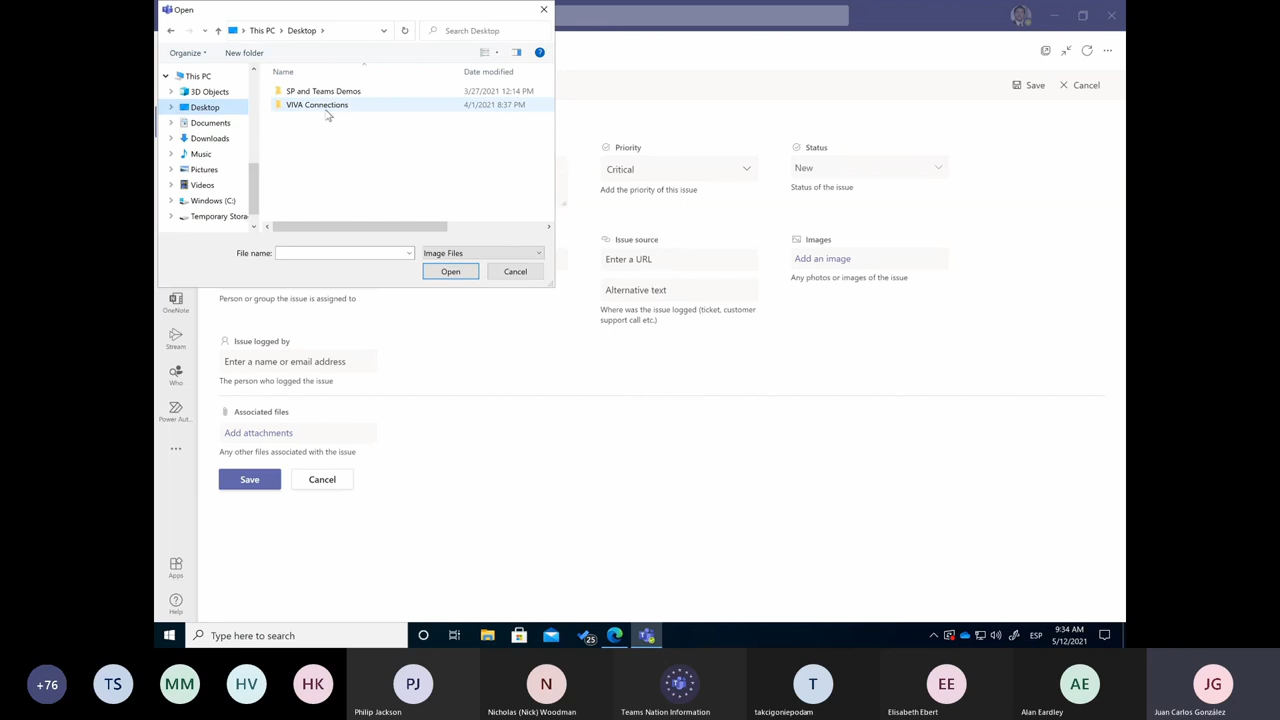 Open
This PC > Desktop >
Search Desktop
Organize
New folder
Name
Date modified
This PC
3D Objects
Desktop
Documents
Downloads
Music
Pictures
Videos
Windows (C:)
Temporary Stora
SP and Teams Demos
3/27/2021 12:14 PM
VIVA Connections
4/1/2021 8:37 PM
File name:
Image Files
Open
Cancel
Save
Cancel
Priority
Critical
Add the priority of this issue
Status
New
Status of the issue
Issue source
Enter a URL
Alternative text
Where was the issue logged (ticket, customer
support call etc.)
Images
Add an image
Any photos or images of the issue
Person or group the issue is assigned to
Issue logged by
Enter a name or email address
The person who logged the issue
Associated files
Add attachments
Any other files associated with the issue
Save
Cancel
OneNote
Stream
Who
Power Aut...
Apps
Help
Type here to search
25
ESP
9:34 AM
5/12/2021
+76
TS
MM
HV
HK
PJ
Philip Jackson
N
Nicholas (Nick) Woodman
Teams Nation Information
T
takcigoniepodam
EE
Elisabeth Ebert
AE
Alan Eardley
JG
Juan Carlos González